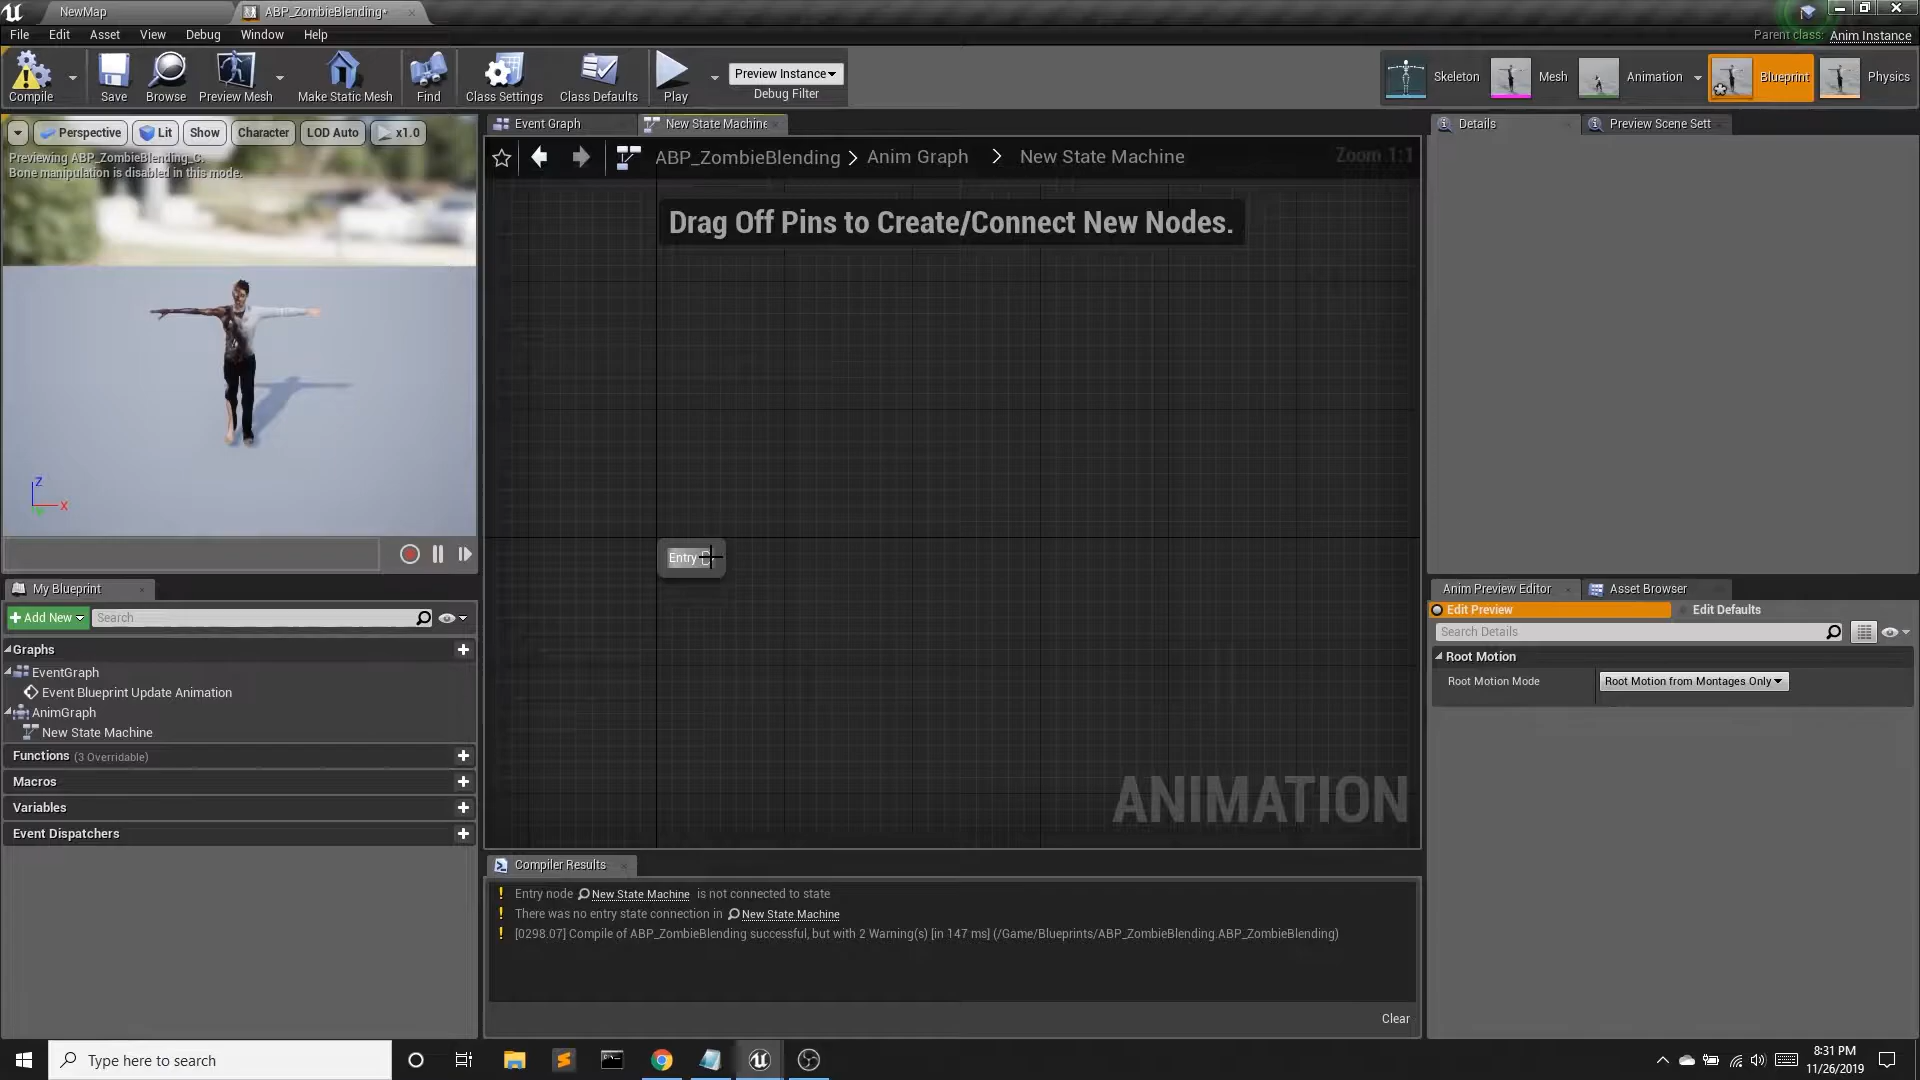 NewMap
ABP_ZombieBlending*
File Edit Asset View Debug Window Help
Parent class: Anim Instance
Compile
Save
Browse
Preview Mesh
Make Static Mesh
Find
Class Settings
Class Defaults
Play
Preview Instance
Debug Filter
Skeleton
Mesh
Animation
Blueprint
Physics
Perspective Lit Show Character LOD Auto x1.0
Previewing ABP_ZombieBlending_C.
Bone manipulation is disabled in this mode.
Z
X
Event Graph
New State Machine
ABP_ZombieBlending > Anim Graph > New State Machine
Zoom 1:1
Drag Off Pins to Create/Connect New Nodes.
Entry
ANIMATION
My Blueprint
+ Add New
Search
Graphs
EventGraph
Event Blueprint Update Animation
AnimGraph
New State Machine
Functions (3 Overridable)
Macros
Variables
Event Dispatchers
Compiler Results
! Entry node New State Machine is not connected to state
! There was no entry state connection in New State Machine
! [0298.07] Compile of ABP_ZombieBlending successful, but with 2 Warning(s) [in 147 ms] (/Game/Blueprints/ABP_ZombieBlending.ABP_ZombieBlending)
Clear
Details
Preview Scene Sett
Anim Preview Editor
Asset Browser
Edit Preview
Edit Defaults
Search Details
Root Motion
Root Motion Mode
Root Motion from Montages Only
Type here to search
8:31 PM
11/26/2019